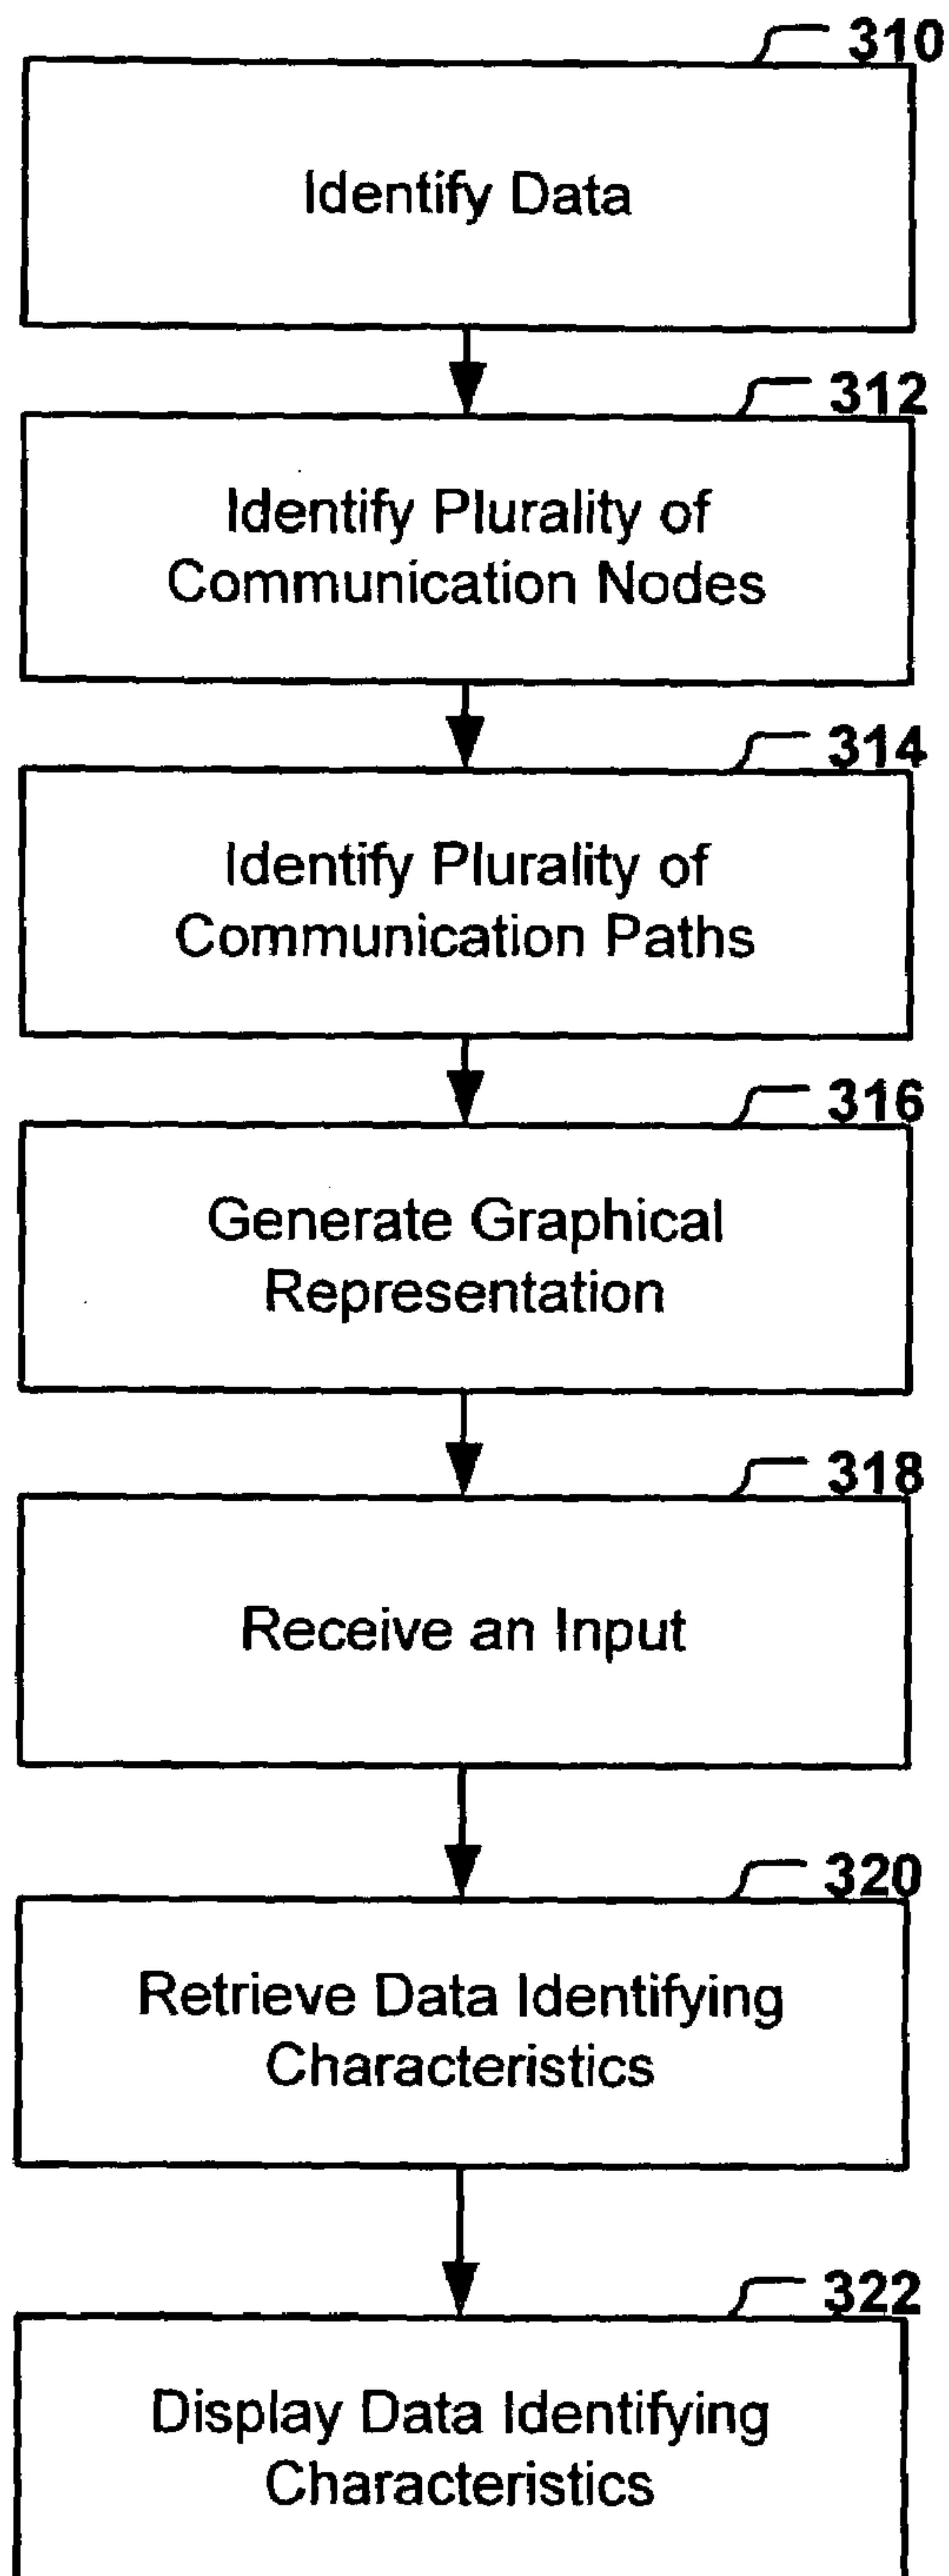 310
Identify Data
312
Identify Plurality of
Communication Nodes
314
Identify Plurality of
Communication Paths
316
Generate Graphical
Representation
318
Receive an Input
320
Retrieve Data Identifying
Characteristics
322
Display Data Identifying
Characteristics